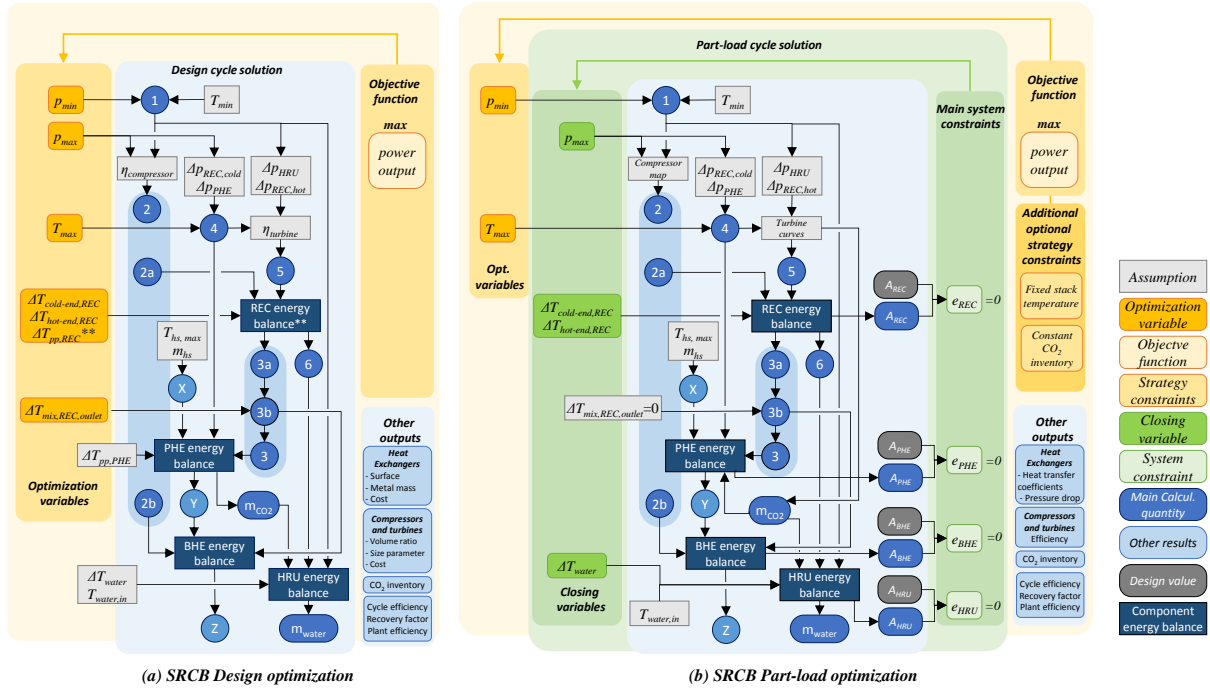 Design cycle solution
Objective
function
max
power
output
p_min
1
T_min
p_max
η_compressor
Δp_REC,cold
Δp_PHE
Δp_HRU
Δp_REC,hot
2
T_max
4
η_turbine
2a
5
ΔT_cold-end,REC
ΔT_hot-end,REC
ΔT_pp,REC**
REC energy
balance**
T_hs, max
m_hs
3a
6
X
ΔT_mix,REC,outlet
3b
PHE energy
balance
3
ΔT_pp,PHE
Optimization
variables
2b
Y
m_CO2
BHE energy
balance
ΔT_water
T_water,in
HRU energy
balance
Z
m_water
Other
outputs
Heat
Exchangers
- Surface
- Metal mass
- Cost
Compressors
and turbines
- Volume ratio
- Size parameter
- Cost
CO₂ inventory
Cycle efficiency
Recovery factor
Plant efficiency
(a) SRCB Design optimization
Part-load cycle solution
p_min
1
T_min
p_max
Compressor
map
Δp_REC,cold
Δp_PHE
Δp_HRU
Δp_REC,hot
2
T_max
4
Turbine
curves
Opt.
variables
2a
5
ΔT_cold-end,REC
ΔT_hot-end,REC
REC energy
balance
T_hs, max
m_hs
3a
6
X
ΔT_mix,REC,outlet=0
3b
PHE energy
balance
3
2b
Y
m_CO2
BHE energy
balance
ΔT_water
Closing
variables
T_water,in
HRU energy
balance
Z
m_water
Main system
constraints
A_REC
A_REC
e_REC =0
A_PHE
A_PHE
e_PHE =0
A_BHE
A_BHE
e_BHE =0
A_HRU
A_HRU
e_HRU =0
Objective
function
max
power
output
Additional
optional
strategy
constraints
Fixed stack
temperature
Constant
CO₂
inventory
Other
outputs
Heat
Exchangers
- Heat transfer
coefficients
- Pressure drop
Compressors
and turbines
Efficiency
CO₂ inventory
Cycle efficiency
Recovery factor
Plant efficiency
(b) SRCB Part-load optimization
Assumption
Optimization
variable
Objectve
function
Strategy
constraints
Closing
variable
System
constraint
Main Calcul.
quantity
Other results
Design value
Component
energy balance